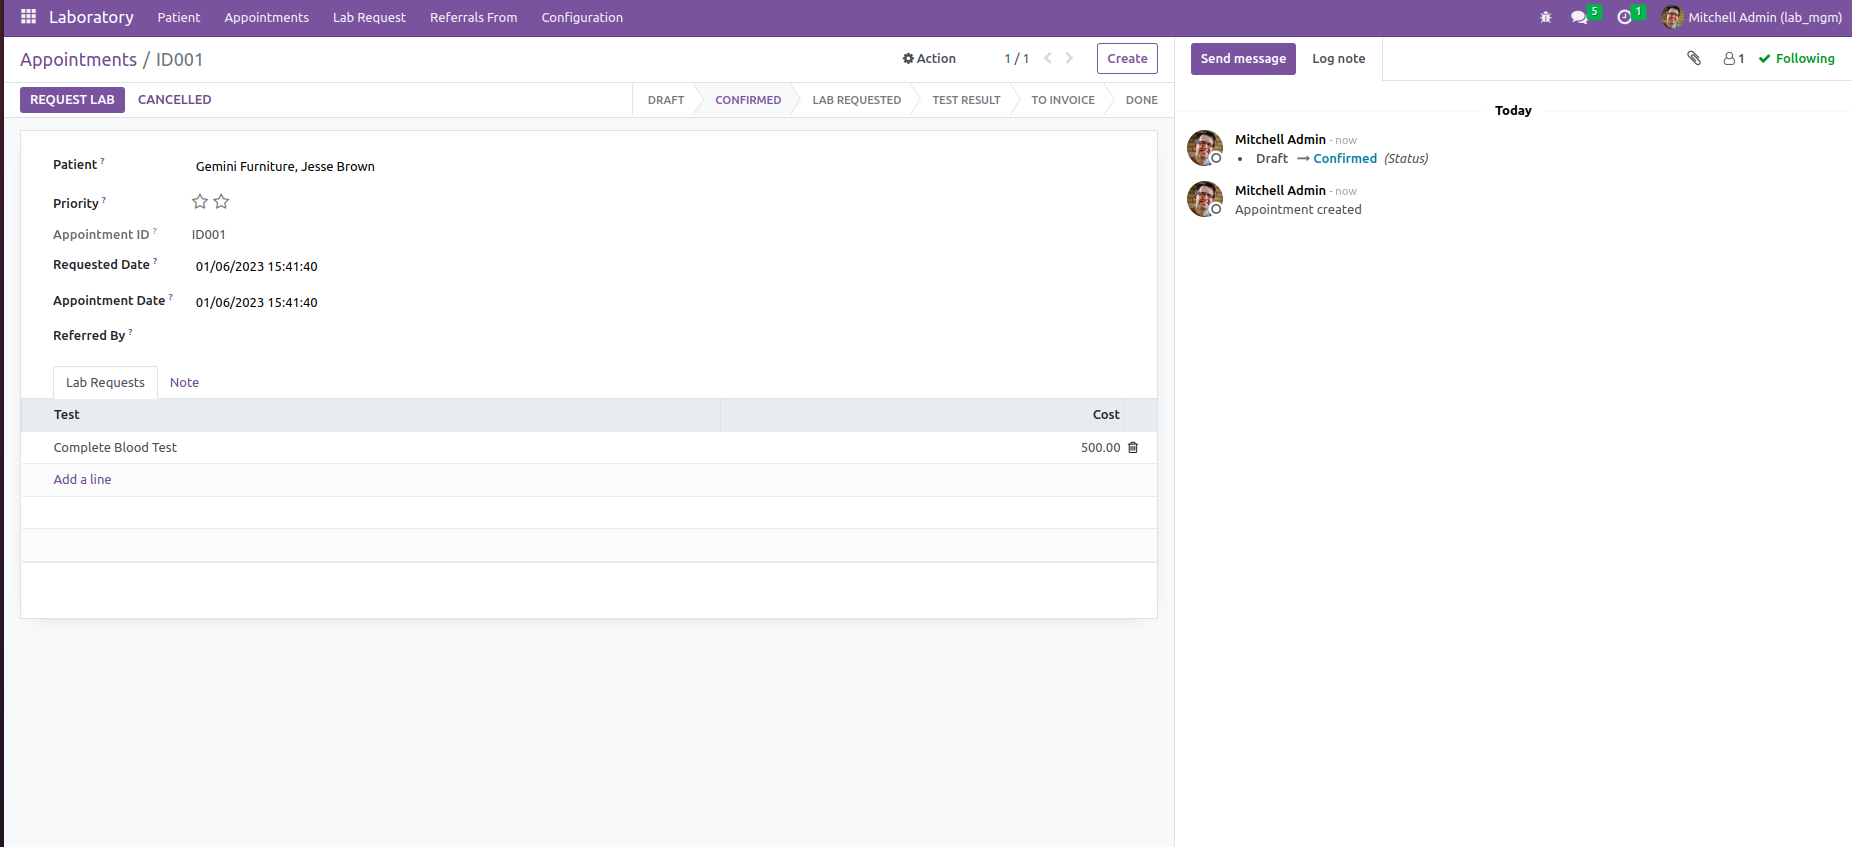 Laboratory Patient Appointments Lab Request Referrals From Configuration 5 1 Mitchell Admin (lab_mgm)
Appointments / ID001 Action 1 / 1 Create
REQUEST LAB CANCELLED DRAFT CONFIRMED LAB REQUESTED TEST RESULT TO INVOICE DONE
Patient ? Gemini Furniture, Jesse Brown
Priority ?
Appointment ID ? ID001
Requested Date ? 01/06/2023 15:41:40
Appointment Date ? 01/06/2023 15:41:40
Referred By ?
Lab Requests Note
Test Cost
Complete Blood Test 500.00
Add a line
Send message Log note 1 Following
Today
Mitchell Admin - now
• Draft → Confirmed (Status)
Mitchell Admin - now
Appointment created